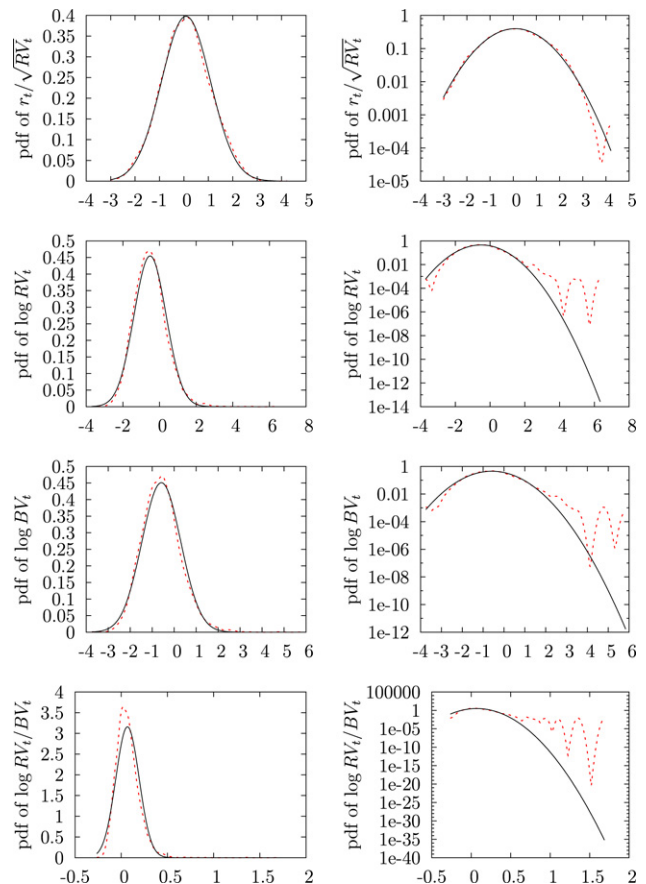 pdf of r_t/√RV_t
0.4
0.35
0.3
0.25
0.2
0.15
0.1
0.05
0
-4 -3 -2 -1 0 1 2 3 4 5
pdf of r_t/√RV_t
1
0.1
0.01
0.001
1e-04
1e-05
-4 -3 -2 -1 0 1 2 3 4 5
pdf of log RV_t
0.5
0.45
0.4
0.35
0.3
0.25
0.2
0.15
0.1
0.05
0
-4 -2 0 2 4 6 8
pdf of log RV_t
1
0.01
1e-04
1e-06
1e-08
1e-10
1e-12
1e-14
-4 -3 -2 -1 0 1 2 3 4 5 6 7 8
pdf of log BV_t
0.5
0.45
0.4
0.35
0.3
0.25
0.2
0.15
0.1
0.05
0
-4 -3 -2 -1 0 1 2 3 4 5 6
pdf of log BV_t
1
0.01
1e-04
1e-06
1e-08
1e-10
1e-12
-4 -3 -2 -1 0 1 2 3 4 5 6
pdf of log RV_t/BV_t
4
3.5
3
2.5
2
1.5
1
0.5
0
-0.5 0 0.5 1 1.5 2
pdf of log RV_t/BV_t
100000
1
1e-05
1e-10
1e-15
1e-20
1e-25
1e-30
1e-35
1e-40
-0.5 0 0.5 1 1.5 2